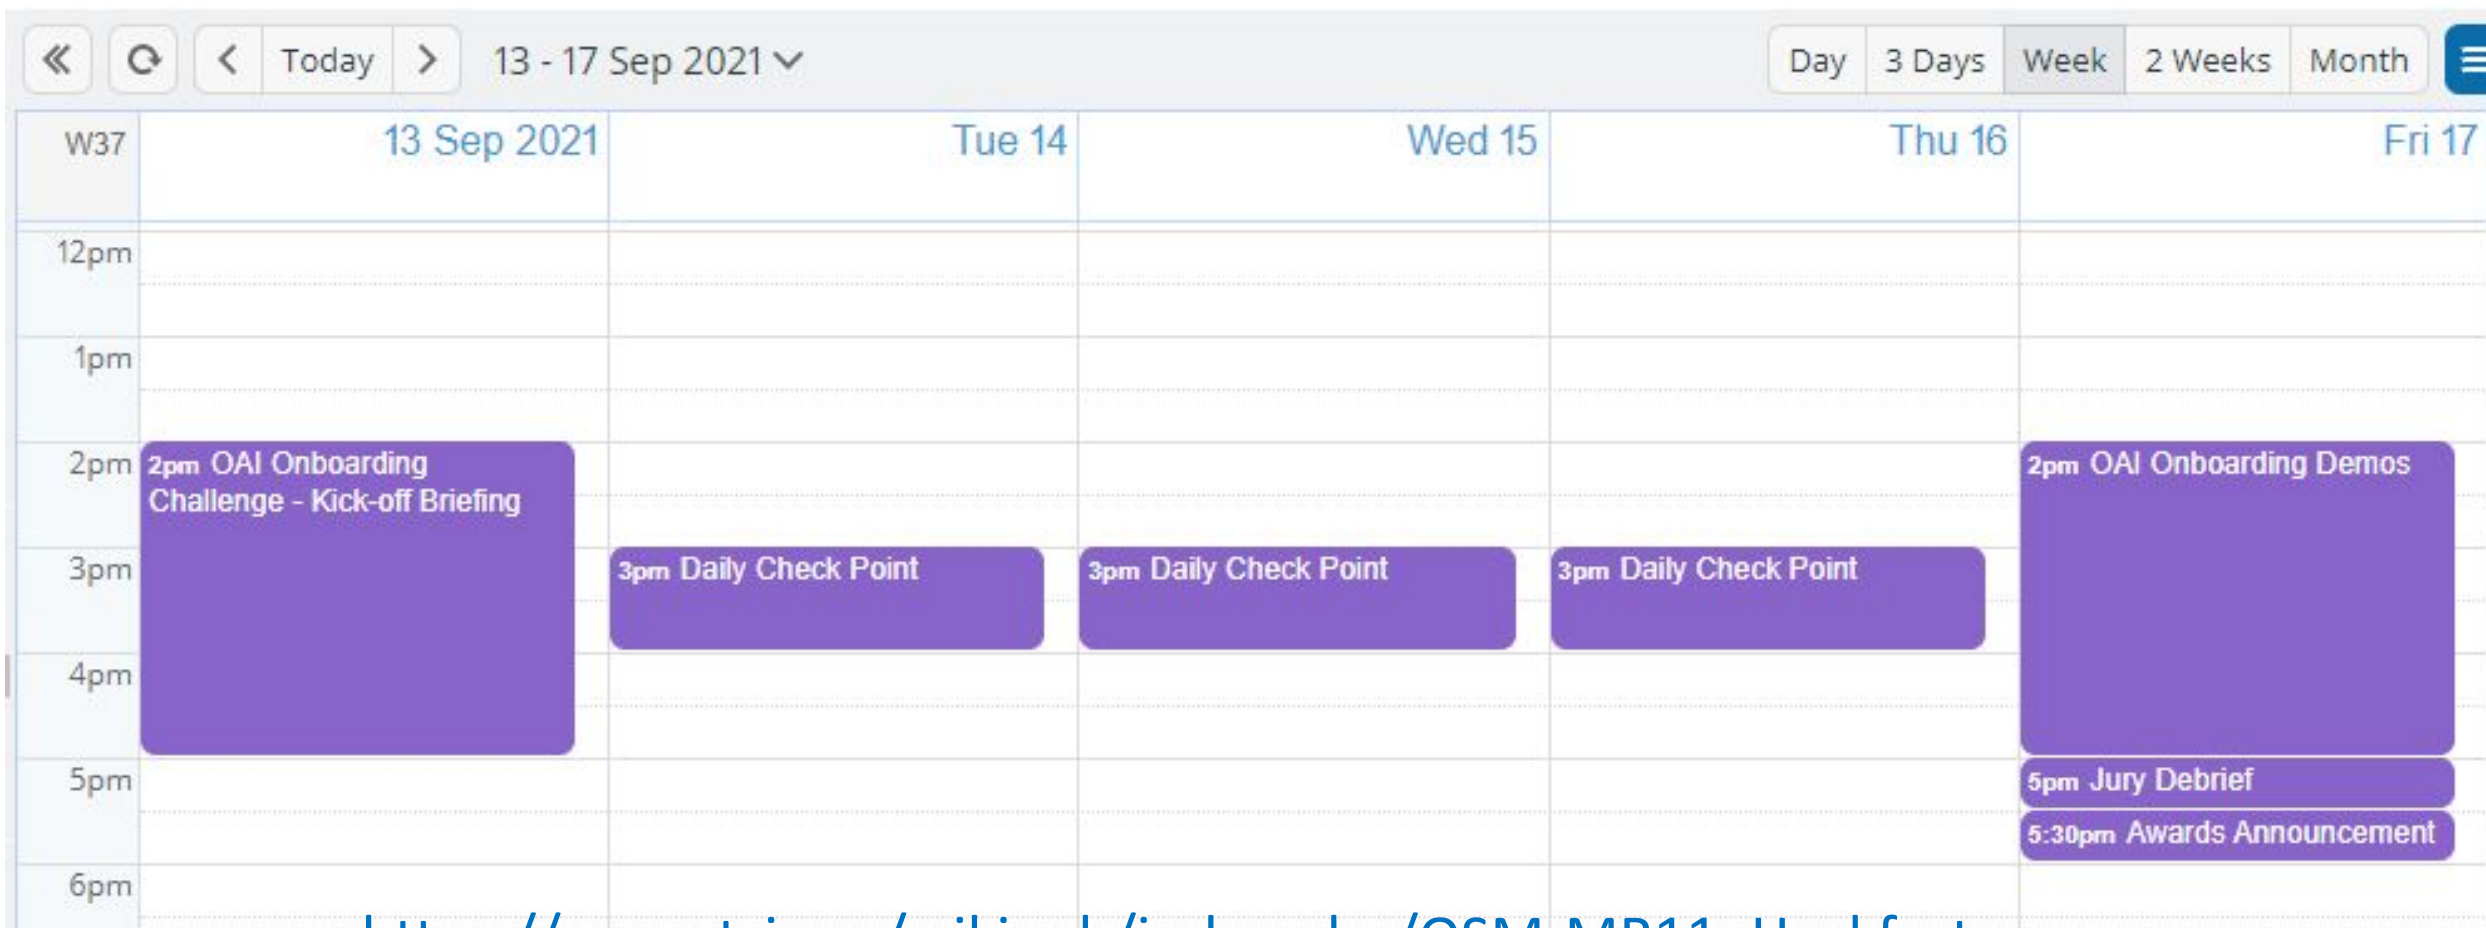 Today 13 - 17 Sep 2021 Day 3 Days Week 2 Weeks Month
W37 13 Sep 2021 Tue 14 Wed 15 Thu 16 Fri 17
12pm
1pm
2pm 2pm OAI Onboarding 2pm OAI Onboarding Demos
Challenge - Kick-off Briefing
3pm 3pm Daily Check Point 3pm Daily Check Point 3pm Daily Check Point
4pm
5pm 5pm Jury Debrief
5:30pm Awards Announcement
6pm